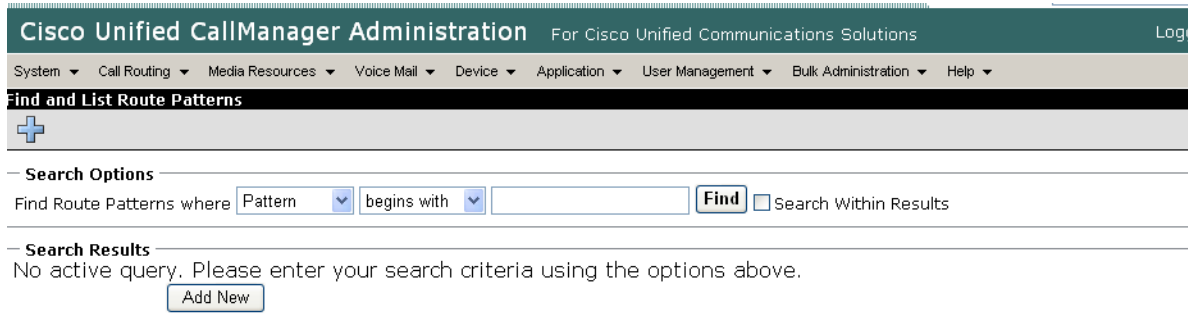 Cisco Unified CallManager Administration For Cisco Unified Communications Solutions
System Call Routing Media Resources Voice Mail Device Application User Management Bulk Administration Help
Find and List Route Patterns
Search Options
Find Route Patterns where Pattern begins with Find Search Within Results
Search Results
No active query. Please enter your search criteria using the options above.
Add New